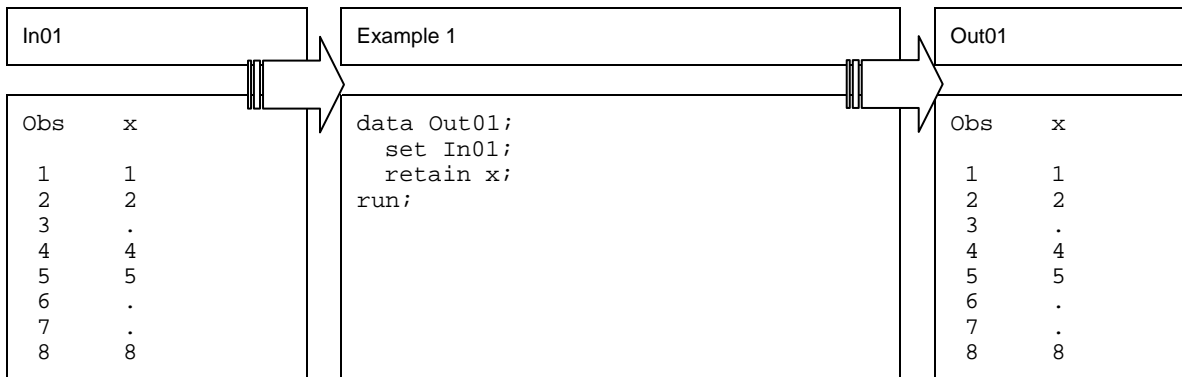 In01
Obs x
1 1
2 2
3 .
4 4
5 5
6 .
7 .
8 8
Example 1
data Out01;
set In01;
retain x;
run;
Out01
Obs x
1 1
2 2
3 .
4 4
5 5
6 .
7 .
8 8